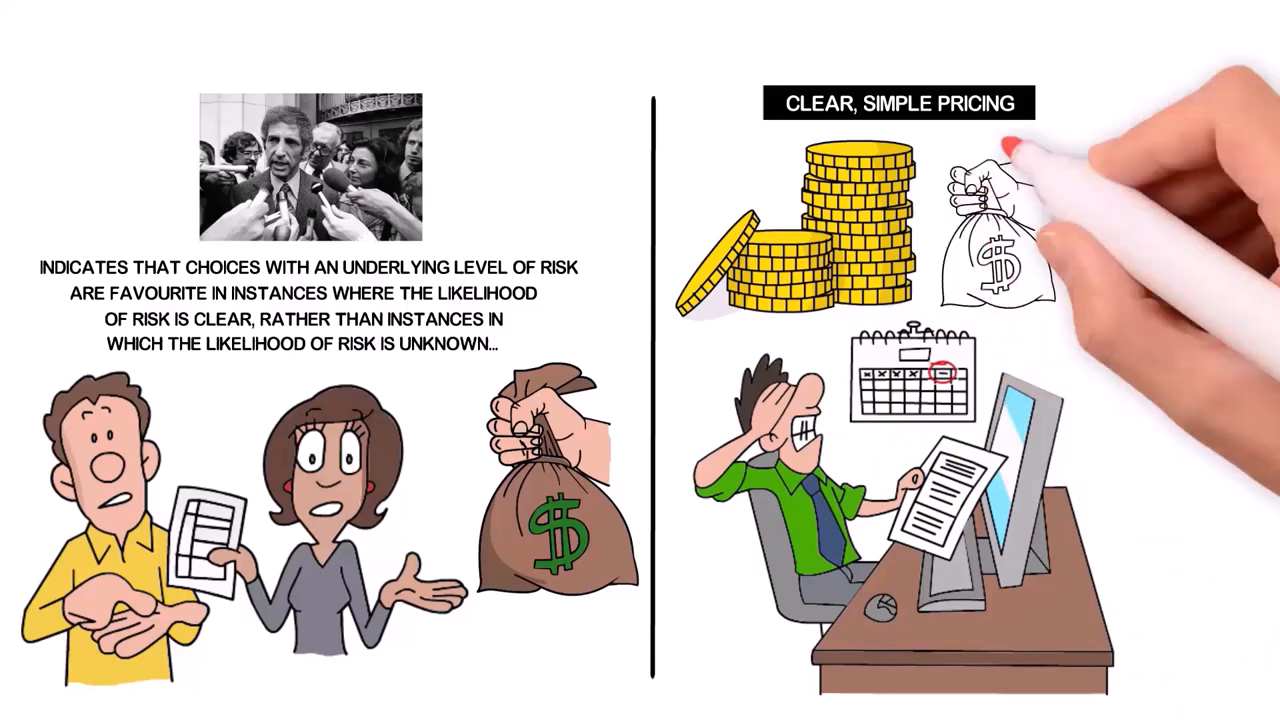 INDICATES THAT CHOICES WITH AN UNDERLYING LEVEL OF RISK
ARE FAVOURITE IN INSTANCES WHERE THE LIKELIHOOD
OF RISK IS CLEAR, RATHER THAN INSTANCES IN
WHICH THE LIKELIHOOD OF RISK IS UNKNOWN...
$
CLEAR, SIMPLE PRICING
$